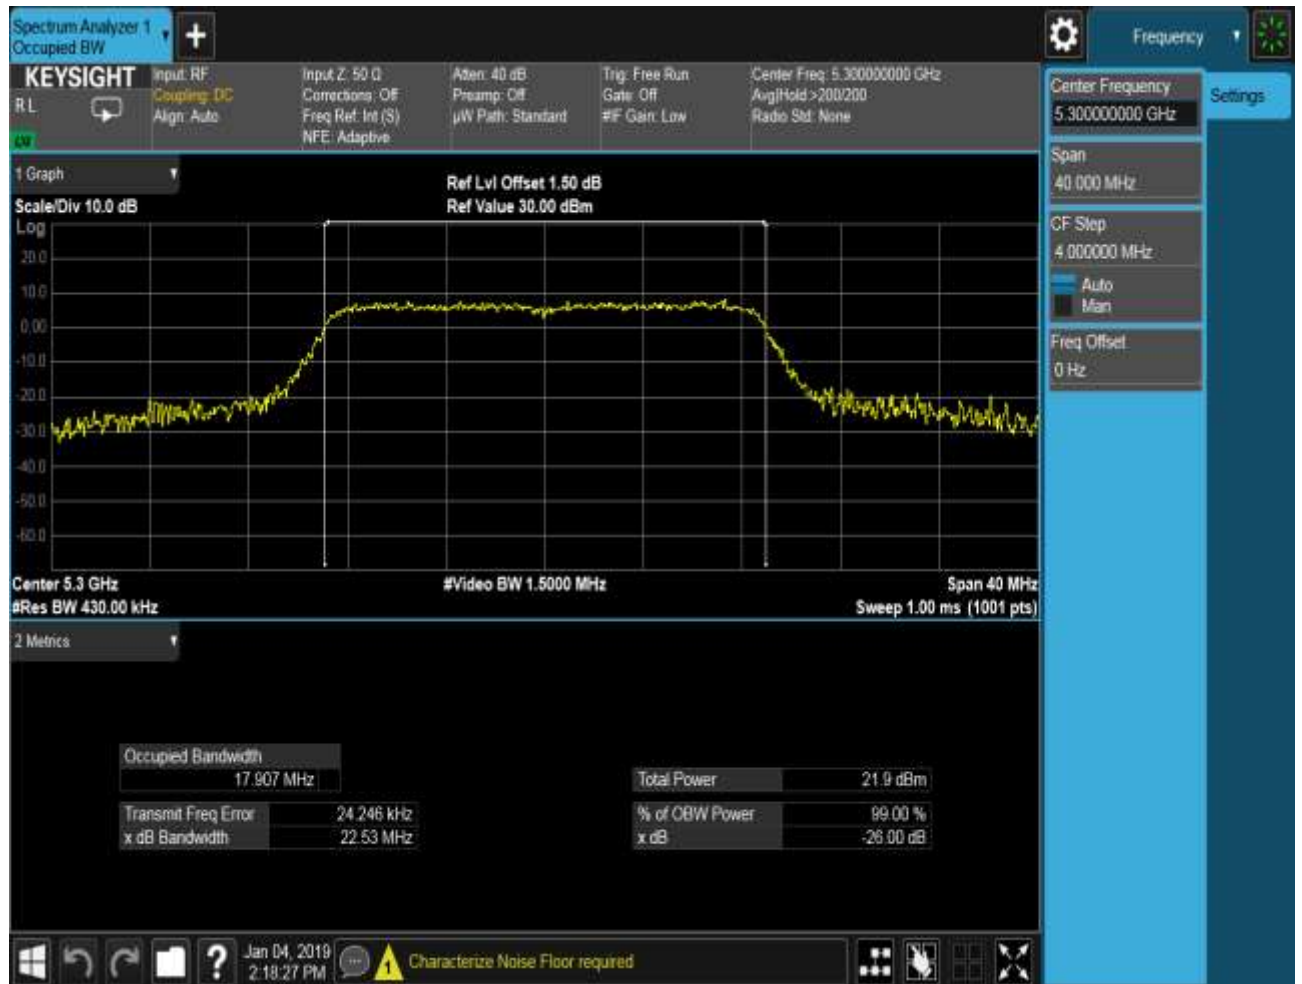 Spectrum Analyzer 1
Occupied BW
+
Frequency
KEYSIGHT
R L
Input: RF
Coupling: DC
Align: Auto
Input Z: 50 Ω
Corrections: Off
Freq Ref: Int (S)
NFE: Adaptive
Atten: 40 dB
Preamp: Off
µW Path: Standard
Trig: Free Run
Gate: Off
#IF Gain: Low
Center Freq: 5.300000000 GHz
Avg|Hold:>200/200
Radio Std: None
Center Frequency
5.300000000 GHz
Settings
Span
40.000 MHz
CF Step
4.000000 MHz
Auto
Man
Freq Offset
0 Hz
1 Graph
Scale/Div 10.0 dB
Ref Lvl Offset 1.50 dB
Ref Value 30.00 dBm
Log
20.0
10.0
0.00
-10.0
-20.0
-30.0
-40.0
-50.0
-60.0
Center 5.3 GHz
#Res BW 430.00 kHz
#Video BW 1.5000 MHz
Span 40 MHz
Sweep 1.00 ms (1001 pts)
2 Metrics
Occupied Bandwidth
17.907 MHz
Transmit Freq Error 24.246 kHz
x dB Bandwidth 22.53 MHz
Total Power 21.9 dBm
% of OBW Power 99.00 %
x dB -26.00 dB
?
Jan 04, 2019
2:18:27 PM
1
Characterize Noise Floor required